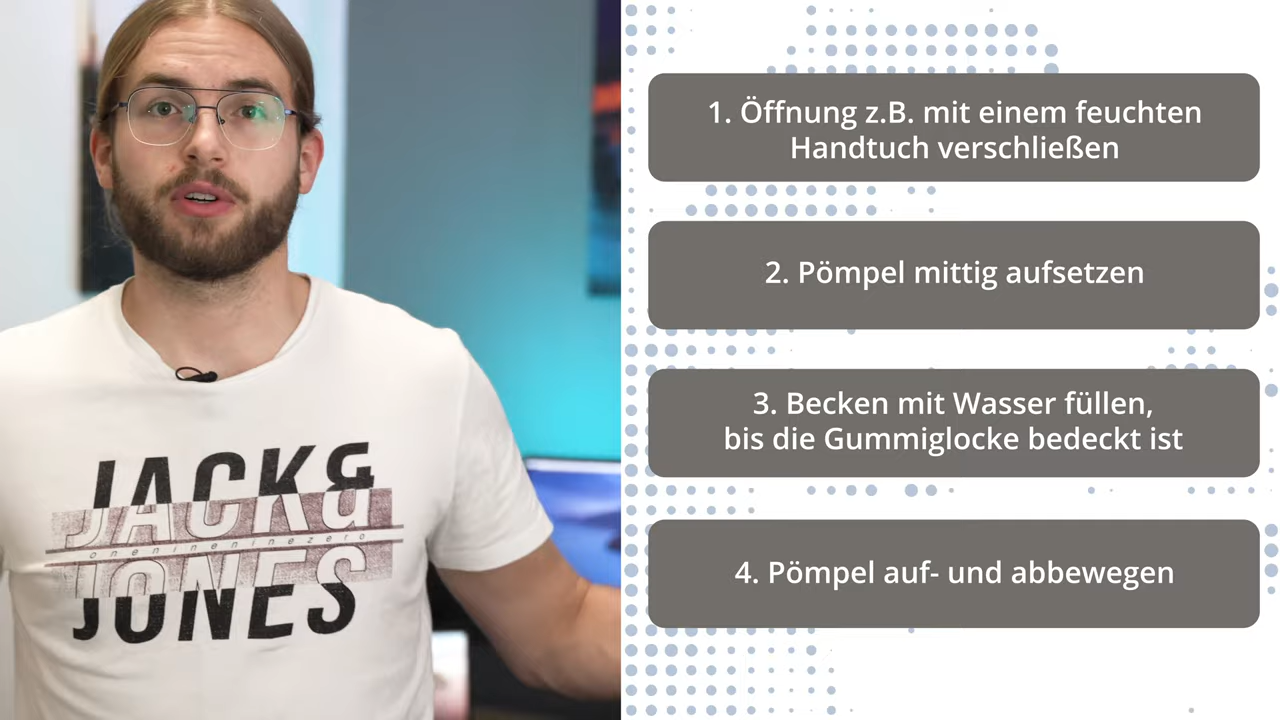 JACK&
JACK&
onenineninezero
JONES
1. Öffnung z.B. mit einem feuchten
Handtuch verschließen
2. Pömpel mittig aufsetzen
3. Becken mit Wasser füllen,
bis die Gummiglocke bedeckt ist
4. Pömpel auf- und abbewegen